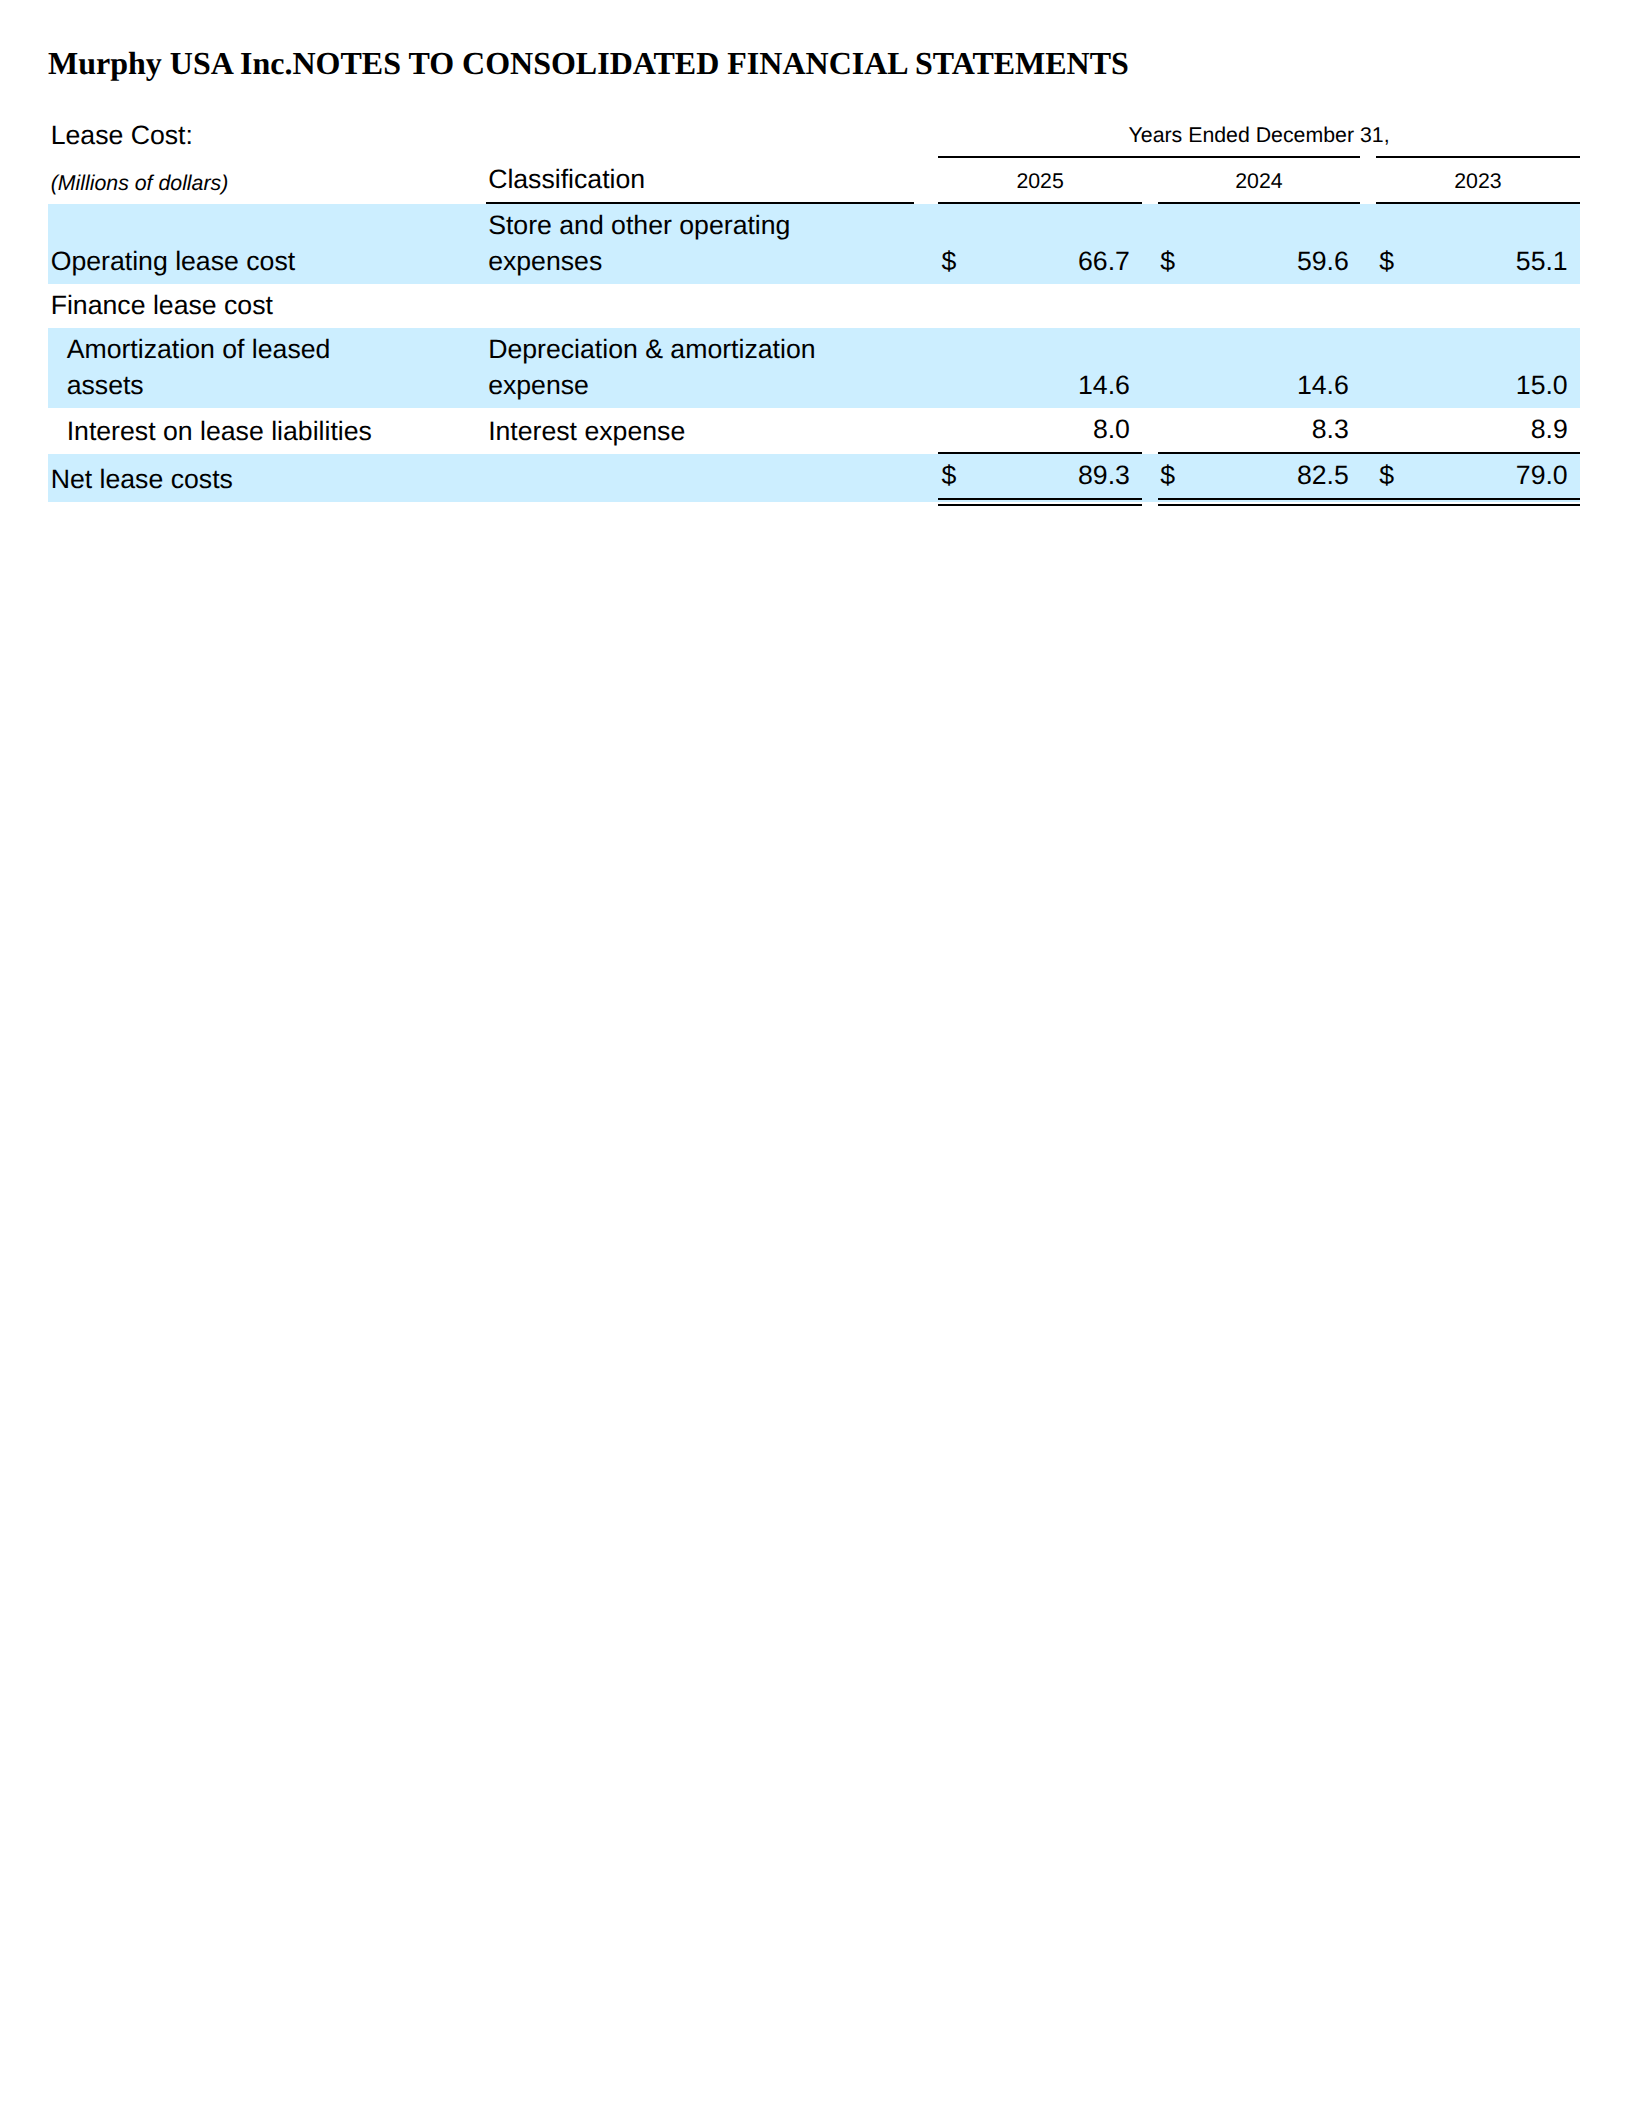 Murphy USA Inc.NOTES TO CONSOLIDATED FINANCIAL STATEMENTS
Lease Cost: Years Ended December 31,
(Millions of dollars) Classification 2025 2024 2023
Store and other operating
Operating lease cost expenses $ 66.7 $ 59.6 $ 55.1
Finance lease cost
Amortization of leased Depreciation & amortization
assets expense 14.6 14.6 15.0
Interest on lease liabilities Interest expense 8.0 8.3 8.9
Net lease costs $ 89.3 $ 82.5 $ 79.0